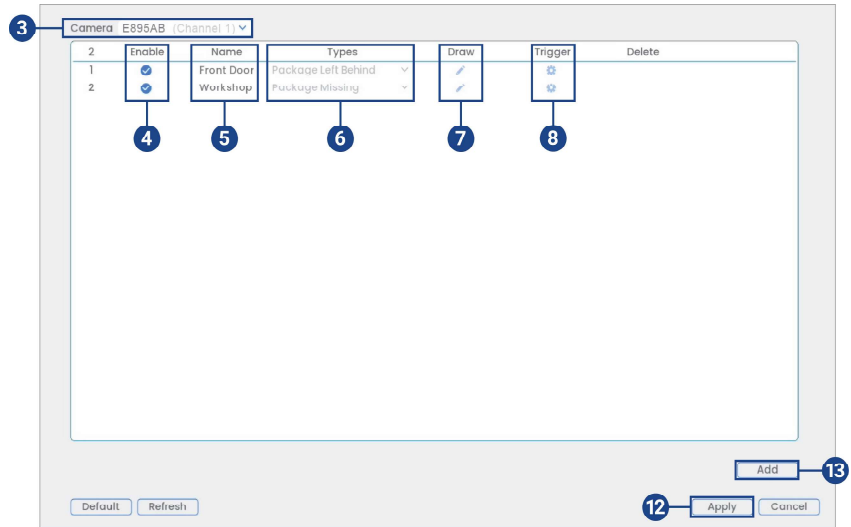 3 Camera E895AB (Channel 1)
2 Enable Name Types Draw Trigger Delete
1 Front Door Package Left Behind
2 Workshop Package Missing
4 5 6 7 8
Add 13
Default Refresh 12 Apply Cancel